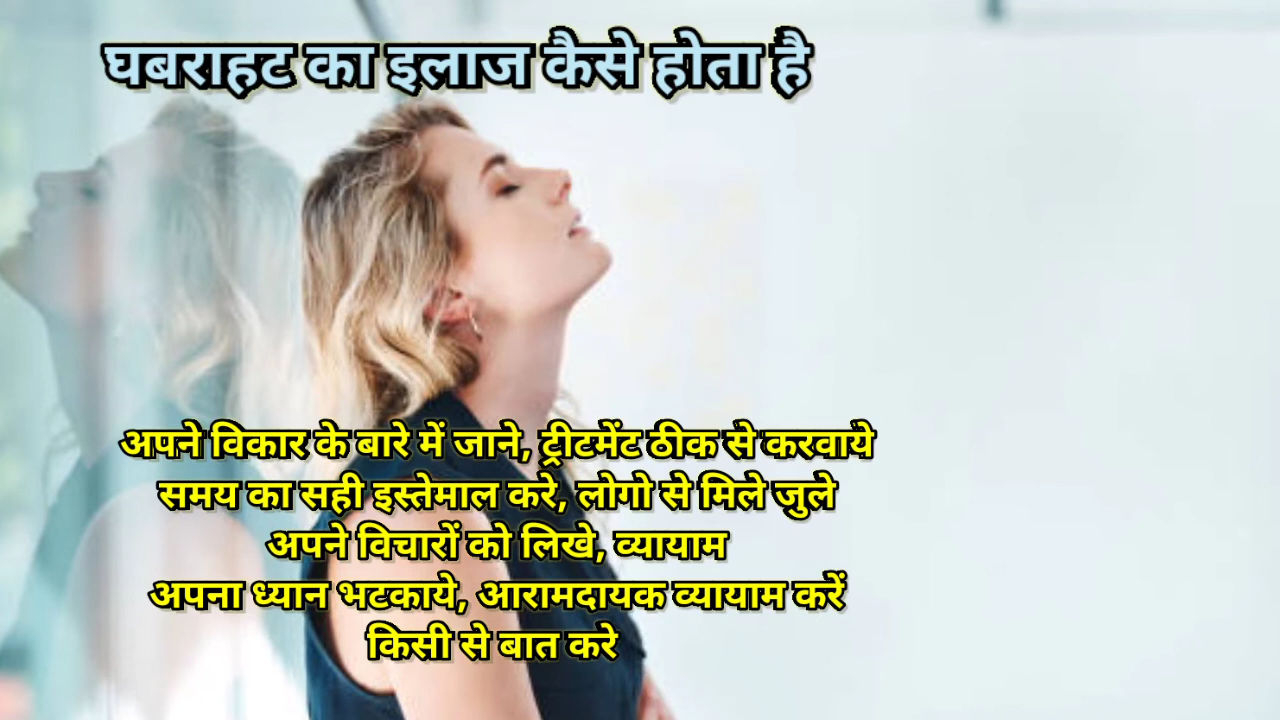 घबराहट का इलाज कैसे होता है
अपने विकार के बारे में जाने, ट्रीटमेंट ठीक से करवाये
समय का सही इस्तेमाल करे, लोगो से मिले जुले
अपने विचारों को लिखे, व्यायाम
अपना ध्यान भटकाये, आरामदायक व्यायाम करें
किसी से बात करे